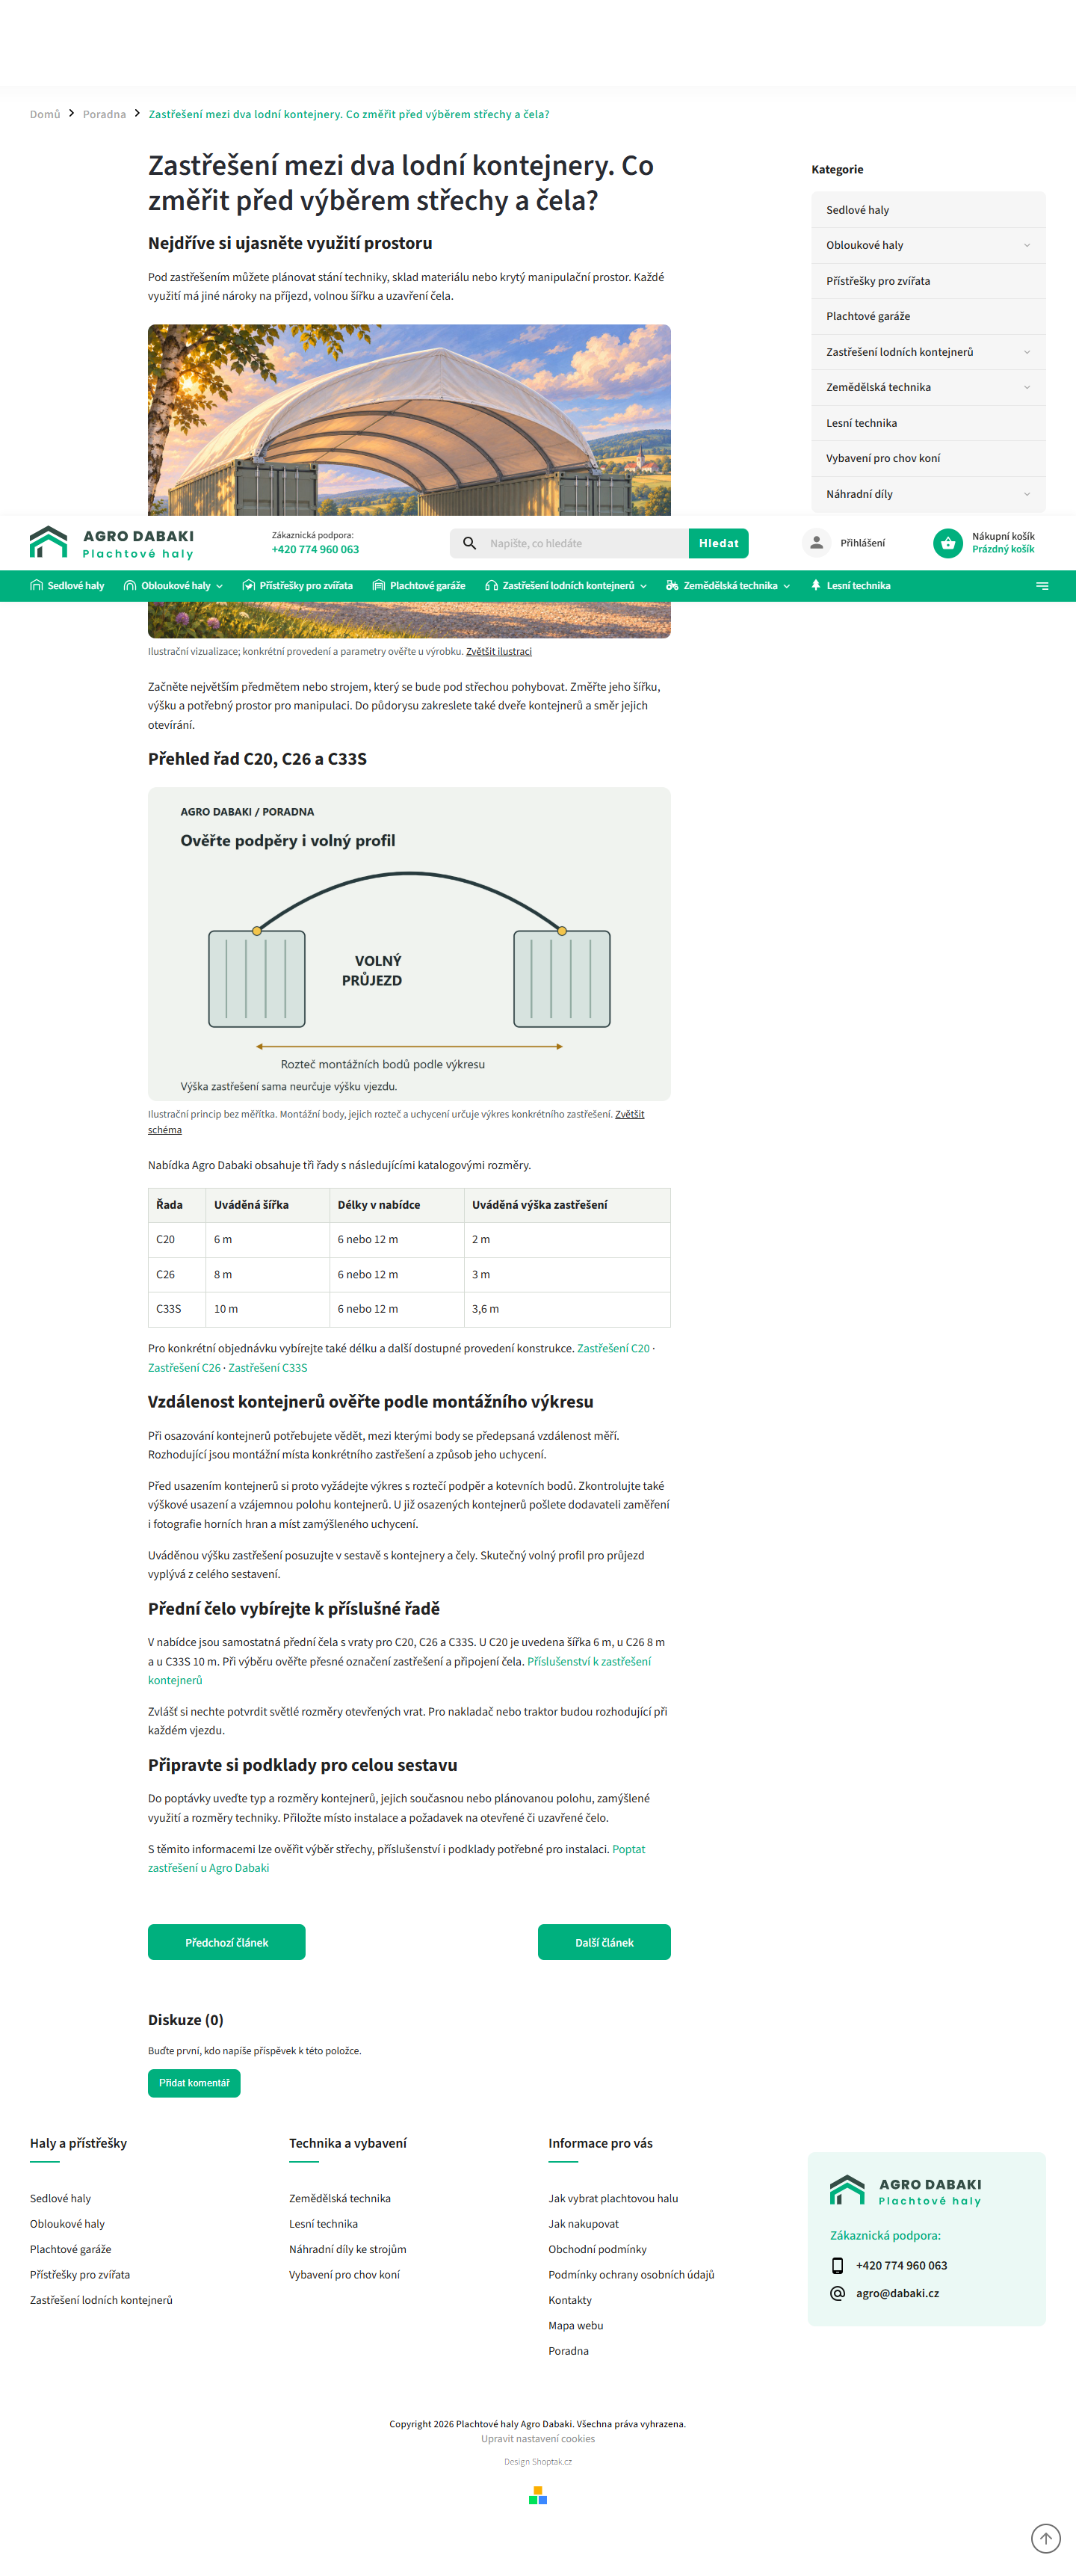 Domů
Poradna
Zastřešení mezi dva lodní kontejnery. Co změřit před výběrem střechy a čela?
Zastřešení mezi dva lodní kontejnery. Co
změřit před výběrem střechy a čela?
Nejdříve si ujasněte využití prostoru
Pod zastřešením můžete plánovat stání techniky, sklad materiálu nebo krytý manipulační prostor. Každé
využití má jiné nároky na příjezd, volnou šířku a uzavření čela.
Kategorie
Sedlové haly
Obloukové haly
Přístřešky pro zvířata
Plachtové garáže
Zastřešení lodních kontejnerů
Zemědělská technika
Lesní technika
Vybavení pro chov koní
Náhradní díly
AGRO DABAKI
Plachtové haly
Zákaznická podpora:
+420 774 960 063
Napište, co hledáte
Hledat
Přihlášení
Nákupní košík
Prázdný košík
Sedlové haly
Obloukové haly
Přístřešky pro zvířata
Plachtové garáže
Zastřešení lodních kontejnerů
Zemědělská technika
Lesní technika
Ilustrační vizualizace; konkrétní provedení a parametry ověřte u výrobku. Zvětšit ilustraci
Začněte největším předmětem nebo strojem, který se bude pod střechou pohybovat. Změřte jeho šířku,
výšku a potřebný prostor pro manipulaci. Do půdorysu zakreslete také dveře kontejnerů a směr jejich
otevírání.
Přehled řad C20, C26 a C33S
AGRO DABAKI / PORADNA
Ověřte podpěry i volný profil
VOLNÝ
PRŮJEZD
Rozteč montážních bodů podle výkresu
Výška zastřešení sama neurčuje výšku vjezdu.
Ilustrační princip bez měřítka. Montážní body, jejich rozteč a uchycení určuje výkres konkrétního zastřešení. Zvětšit
schéma
Nabídka Agro Dabaki obsahuje tři řady s následujícími katalogovými rozměry.
Řada Uváděná šířka Délky v nabídce Uváděná výška zastřešení
C20 6 m 6 nebo 12 m 2 m
C26 8 m 6 nebo 12 m 3 m
C33S 10 m 6 nebo 12 m 3,6 m
Pro konkrétní objednávku vybírejte také délku a další dostupné provedení konstrukce. Zastřešení C20 ·
Zastřešení C26 · Zastřešení C33S
Vzdálenost kontejnerů ověřte podle montážního výkresu
Při osazování kontejnerů potřebujete vědět, mezi kterými body se předepsaná vzdálenost měří.
Rozhodující jsou montážní místa konkrétního zastřešení a způsob jeho uchycení.
Před usazením kontejnerů si proto vyžádejte výkres s roztečí podpěr a kotevních bodů. Zkontrolujte také
výškové usazení a vzájemnou polohu kontejnerů. U již osazených kontejnerů pošlete dodavateli zaměření
i fotografie horních hran a míst zamýšleného uchycení.
Uváděnou výšku zastřešení posuzujte v sestavě s kontejnery a čely. Skutečný volný profil pro průjezd
vyplývá z celého sestavení.
Přední čelo vybírejte k příslušné řadě
V nabídce jsou samostatná přední čela s vraty pro C20, C26 a C33S. U C20 je uvedena šířka 6 m, u C26 8 m
a u C33S 10 m. Při výběru ověřte přesné označení zastřešení a připojení čela. Příslušenství k zastřešení
kontejnerů
Zvlášť si nechte potvrdit světlé rozměry otevřených vrat. Pro nakladač nebo traktor budou rozhodující při
každém vjezdu.
Připravte si podklady pro celou sestavu
Do poptávky uveďte typ a rozměry kontejnerů, jejich současnou nebo plánovanou polohu, zamýšlené
využití a rozměry techniky. Přiložte místo instalace a požadavek na otevřené či uzavřené čelo.
S těmito informacemi lze ověřit výběr střechy, příslušenství i podklady potřebné pro instalaci. Poptat
zastřešení u Agro Dabaki
Předchozí článek
Další článek
Diskuze (0)
Buďte první, kdo napíše příspěvek k této položce.
Přidat komentář
Haly a přístřešky
Sedlové haly
Obloukové haly
Plachtové garáže
Přístřešky pro zvířata
Zastřešení lodních kontejnerů
Technika a vybavení
Zemědělská technika
Lesní technika
Náhradní díly ke strojům
Vybavení pro chov koní
Informace pro vás
Jak vybrat plachtovou halu
Jak nakupovat
Obchodní podmínky
Podmínky ochrany osobních údajů
Kontakty
Mapa webu
Poradna
AGRO DABAKI
Plachtové haly
Zákaznická podpora:
+420 774 960 063
agro@dabaki.cz
Copyright 2026 Plachtové haly Agro Dabaki. Všechna práva vyhrazena.
Upravit nastavení cookies
Design Shoptak.cz